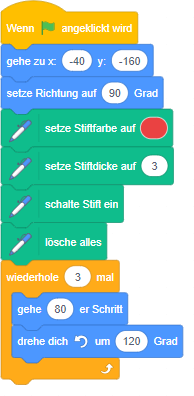 Wenn angeklickt wird
gehe zu x: -40 y: -160
setze Richtung auf 90 Grad
setze Stiftfarbe auf
setze Stiftdicke auf 3
schalte Stift ein
lösche alles
wiederhole 3 mal
gehe 80 er Schritt
drehe dich um 120 Grad